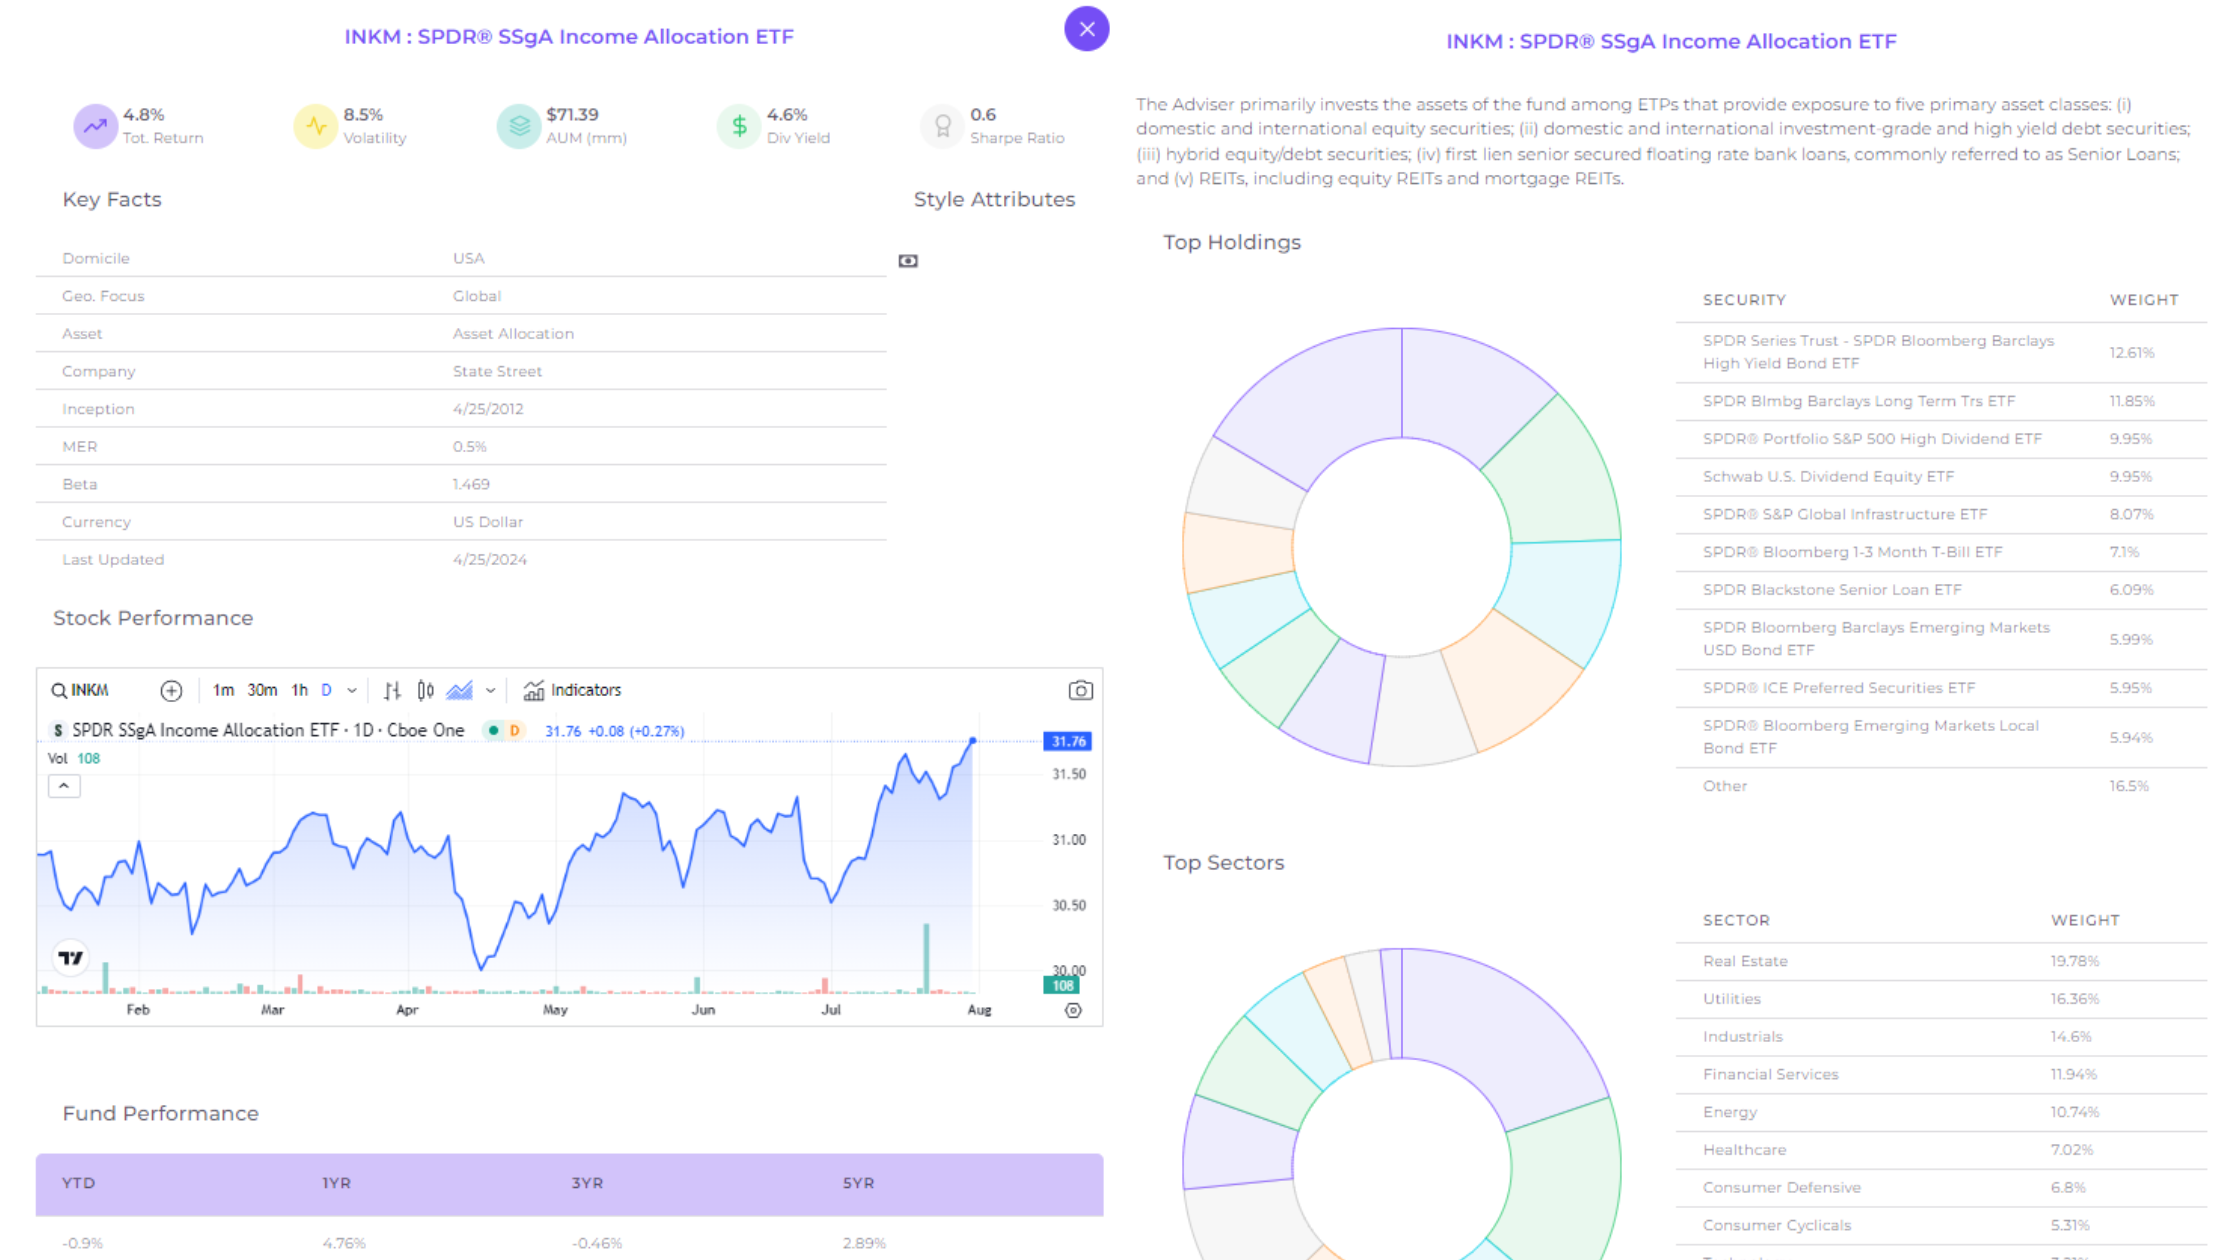 INKM : SPDR® SSgA Income Allocation ETF
4.8%
Tot. Return
8.5%
Volatility
$71.39
AUM (mm)
4.6%
Div Yield
0.6
Sharpe Ratio
Key Facts
Style Attributes
Domicile USA
Geo. Focus Global
Asset Asset Allocation
Company State Street
Inception 4/25/2012
MER 0.5%
Beta 1.469
Currency US Dollar
Last Updated 4/25/2024
Stock Performance
INKM 1m 30m 1h D Indicators
S SPDR SSgA Income Allocation ETF · 1D · Cboe One D 31.76 +0.08 (+0.27%)
Vol 108
31.76
31.50
31.00
30.50
30.00
108
Feb Mar Apr May Jun Jul Aug
Fund Performance
YTD 1YR 3YR 5YR
-0.9% 4.76% -0.46% 2.89%
INKM : SPDR® SSgA Income Allocation ETF
The Adviser primarily invests the assets of the fund among ETPs that provide exposure to five primary asset classes: (i)
domestic and international equity securities; (ii) domestic and international investment-grade and high yield debt securities;
(iii) hybrid equity/debt securities; (iv) first lien senior secured floating rate bank loans, commonly referred to as Senior Loans;
and (v) REITs, including equity REITs and mortgage REITs.
Top Holdings
SECURITY WEIGHT
SPDR Series Trust - SPDR Bloomberg Barclays
High Yield Bond ETF
12.61%
SPDR Blmbg Barclays Long Term Trs ETF 11.85%
SPDR® Portfolio S&P 500 High Dividend ETF 9.95%
Schwab U.S. Dividend Equity ETF 9.95%
SPDR® S&P Global Infrastructure ETF 8.07%
SPDR® Bloomberg 1-3 Month T-Bill ETF 7.1%
SPDR Blackstone Senior Loan ETF 6.09%
SPDR Bloomberg Barclays Emerging Markets
USD Bond ETF
5.99%
SPDR® ICE Preferred Securities ETF 5.95%
SPDR® Bloomberg Emerging Markets Local
Bond ETF
5.94%
Other 16.5%
Top Sectors
SECTOR WEIGHT
Real Estate 19.78%
Utilities 16.36%
Industrials 14.6%
Financial Services 11.94%
Energy 10.74%
Healthcare 7.02%
Consumer Defensive 6.8%
Consumer Cyclicals 5.31%